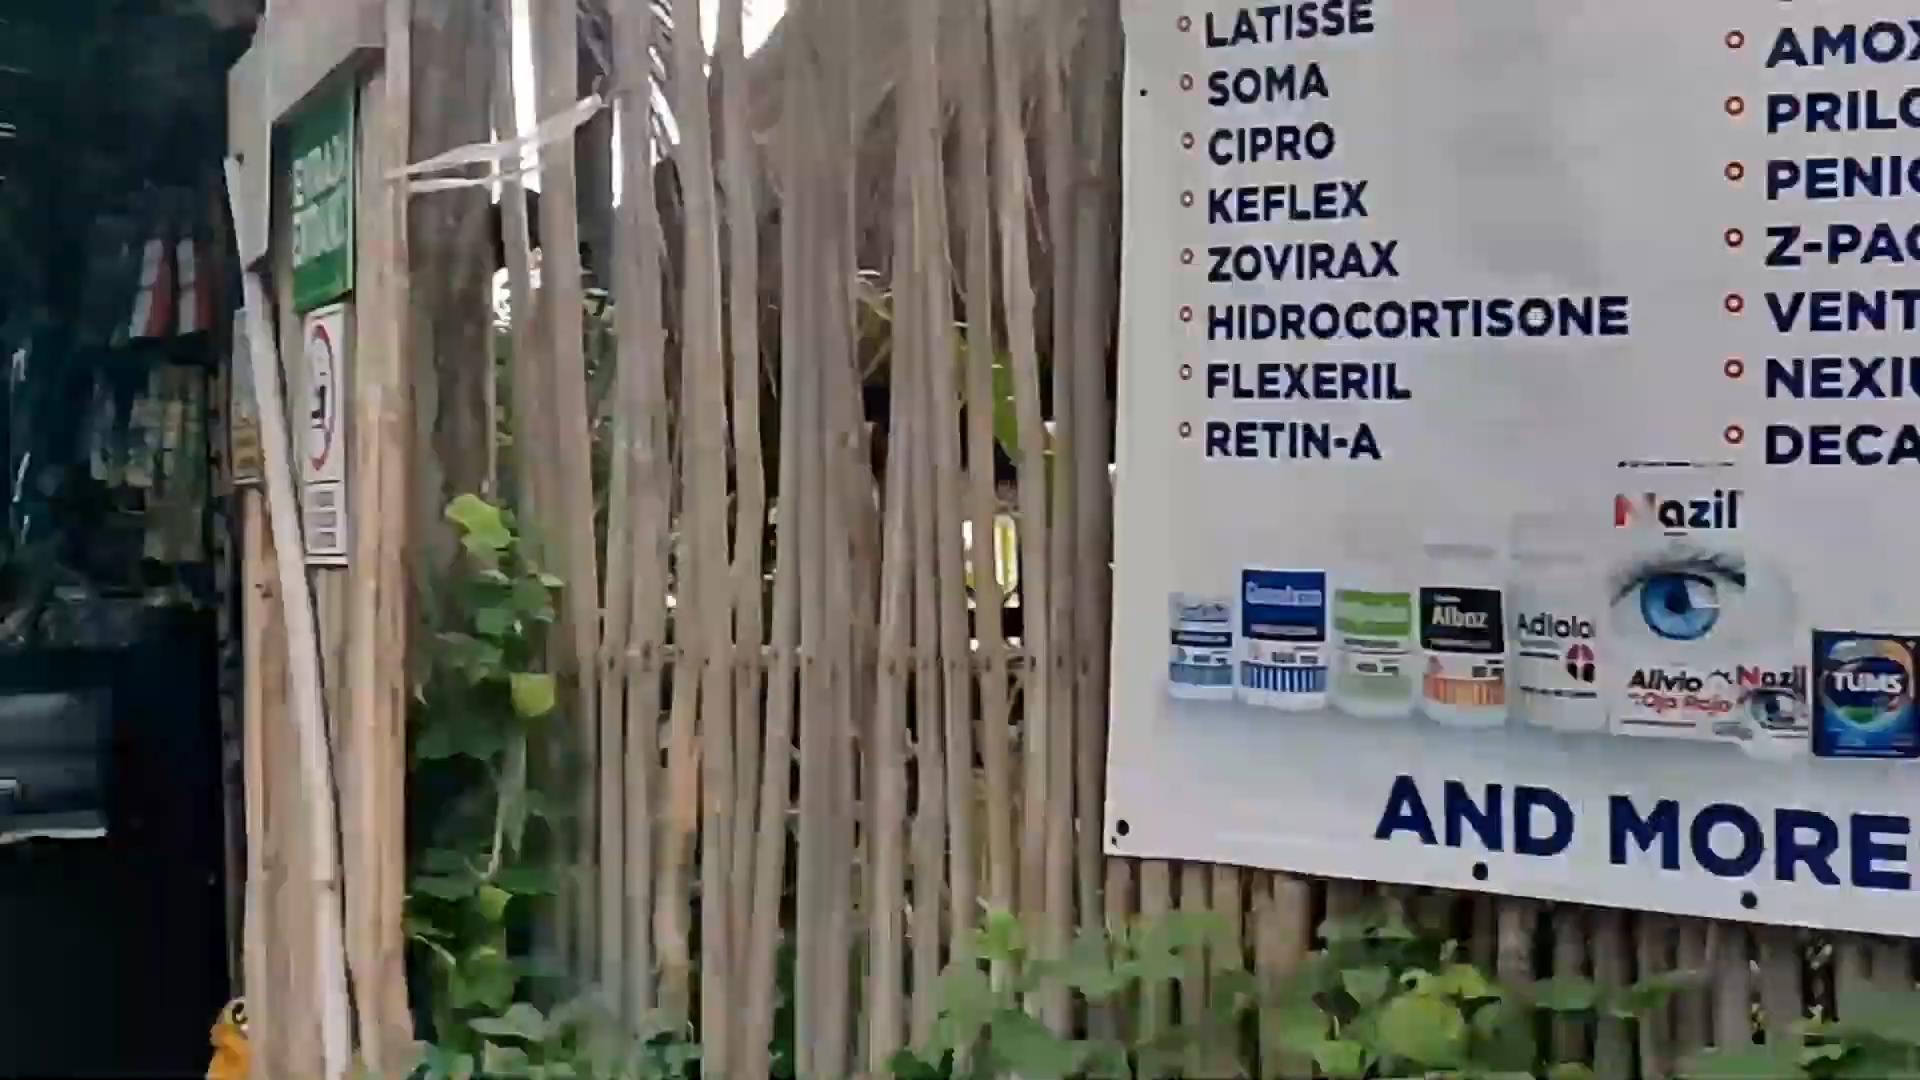 LATISSE
SOMA
CIPRO
KEFLEX
ZOVIRAX
HIDROCORTISONE
FLEXERIL
RETIN-A
AMOX
PRILO
PENIC
Z-PAC
VENT
NEXIU
DECA
Nazil
Albaz
Adiolol
Alivio
Ojo Rojo
Nazil
TUMS
AND MORE